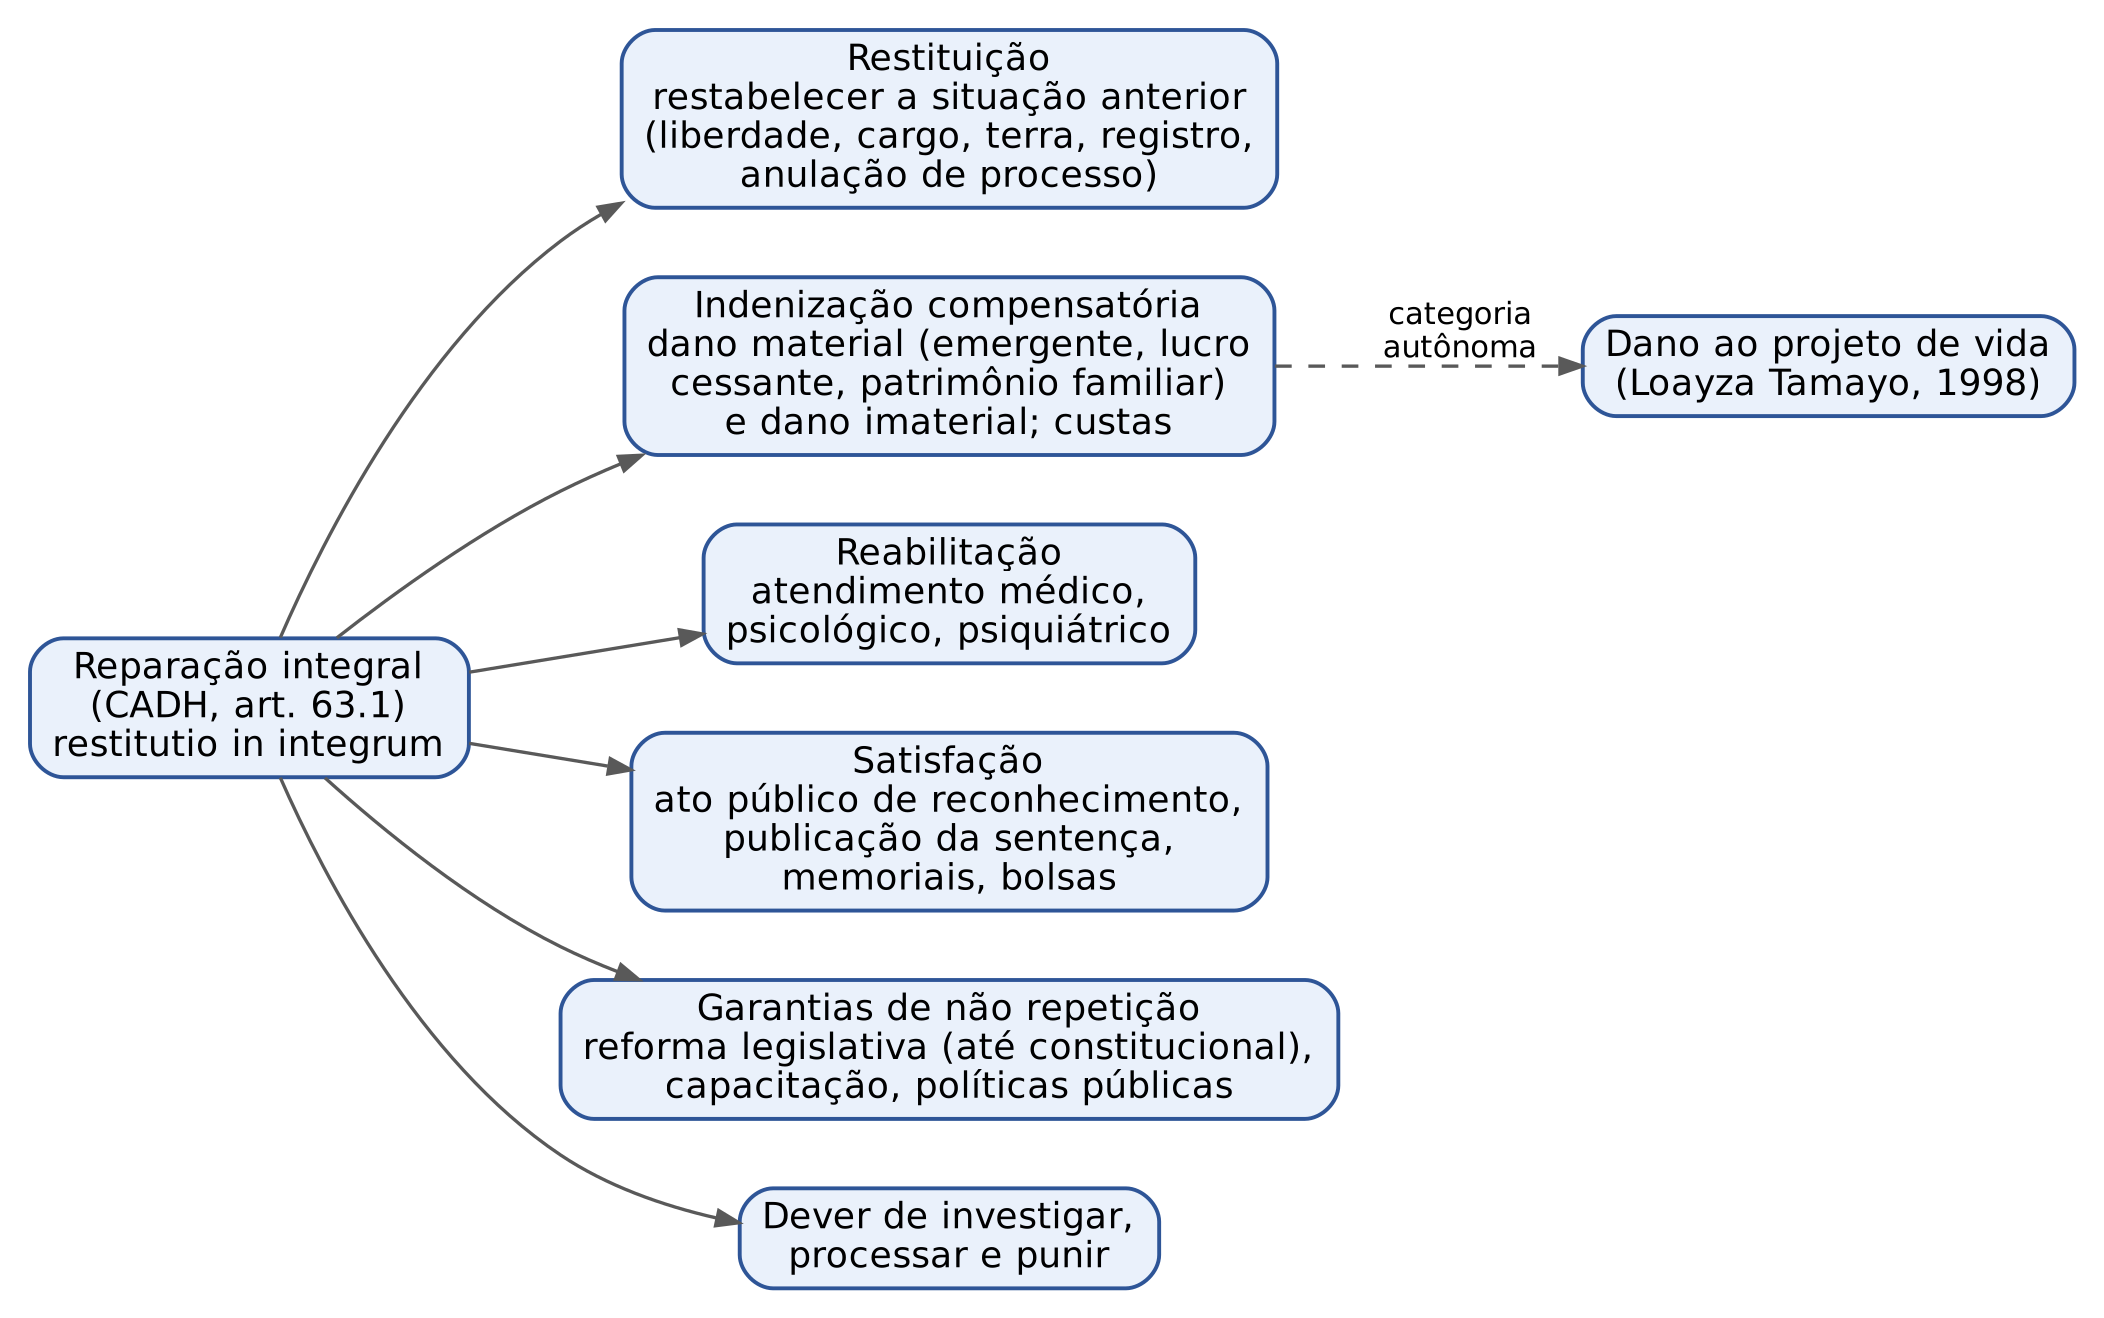 Restituição
restabelecer a situação anterior
(liberdade, cargo, terra, registro,
anulação de processo)
Indenização compensatória
dano material (emergente, lucro
cessante, patrimônio familiar)
e dano imaterial; custas
categoria
autônoma
Dano ao projeto de vida
(Loayza Tamayo, 1998)
Reabilitação
atendimento médico,
psicológico, psiquiátrico
Reparação integral
(CADH, art. 63.1)
restitutio in integrum
Satisfação
ato público de reconhecimento,
publicação da sentença,
memoriais, bolsas
Garantias de não repetição
reforma legislativa (até constitucional),
capacitação, políticas públicas
Dever de investigar,
processar e punir